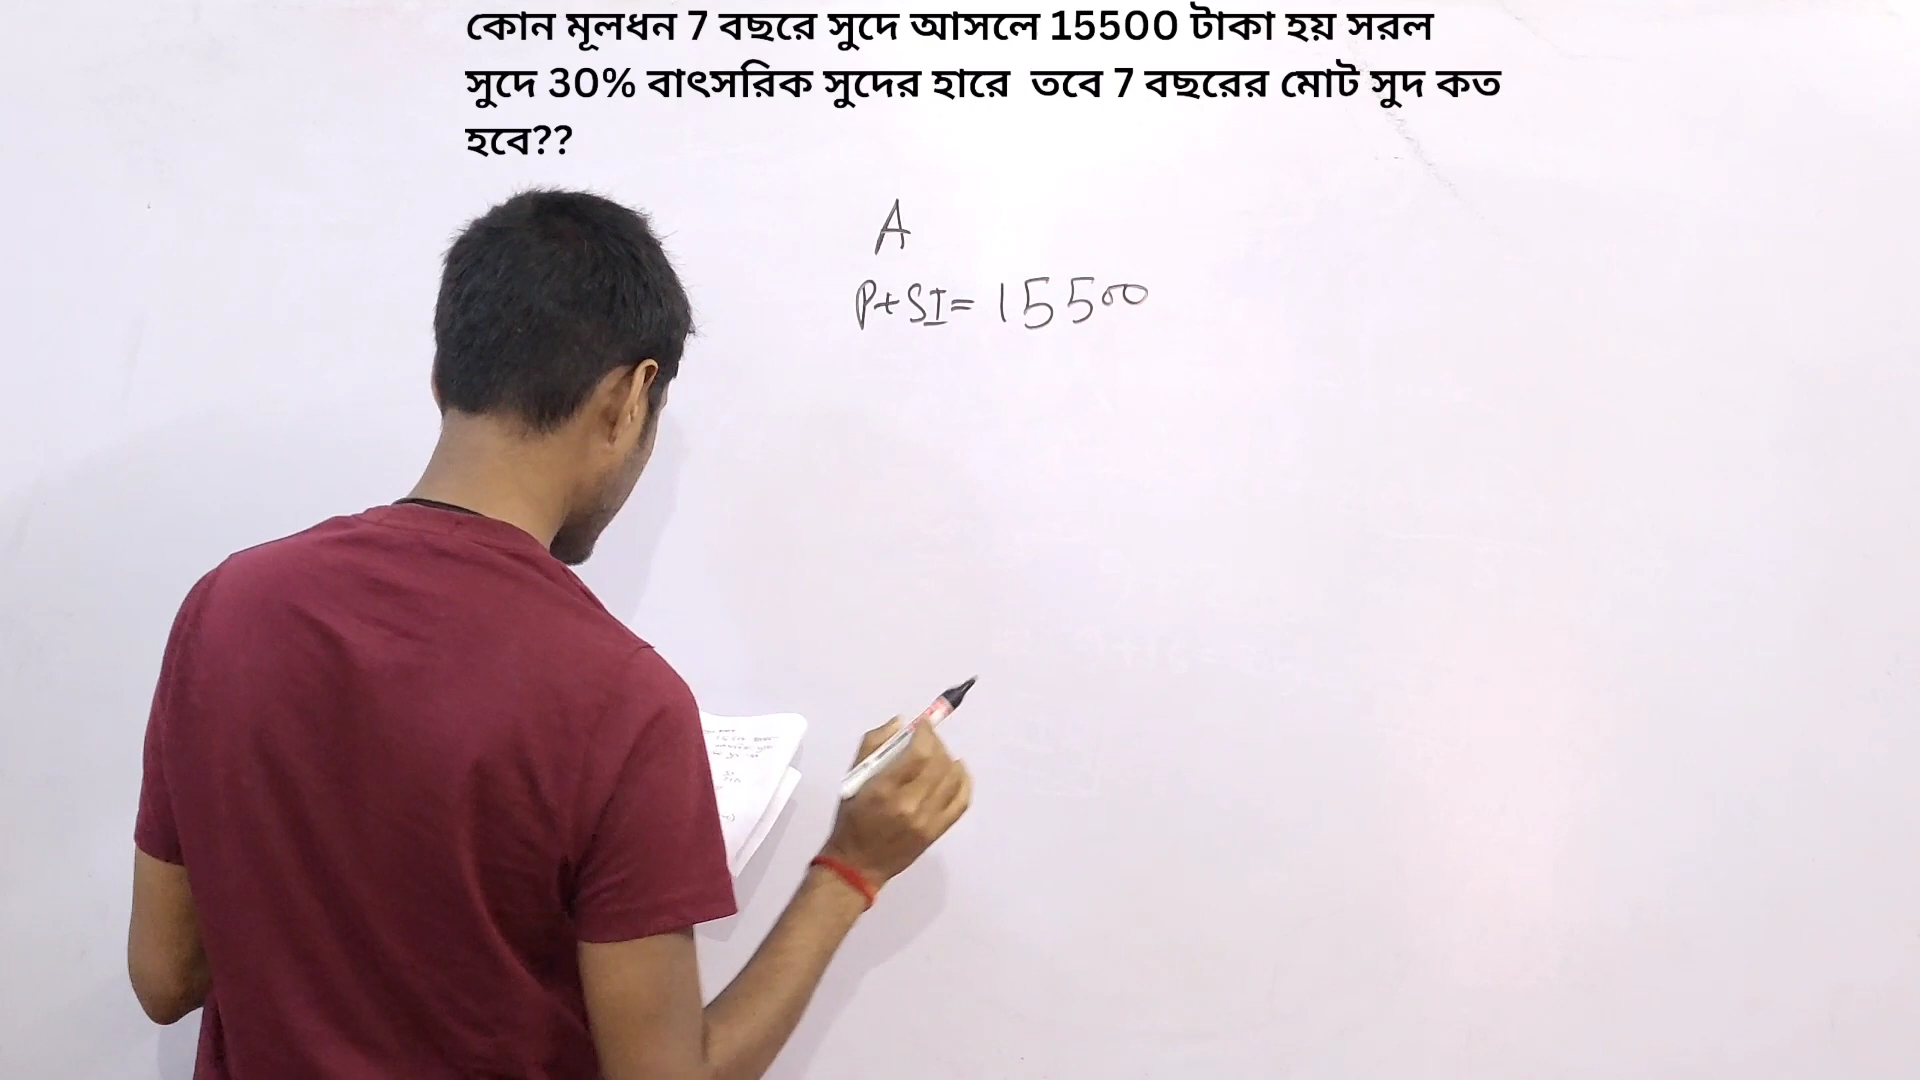 কোন মূলধন 7 বছরে সুদে আসলে 15500 টাকা হয় সরল
সুদে 30% বাৎসরিক সুদের হারে তবে 7 বছরের মোট সুদ কত
হবে??
A
P+SI= 15500